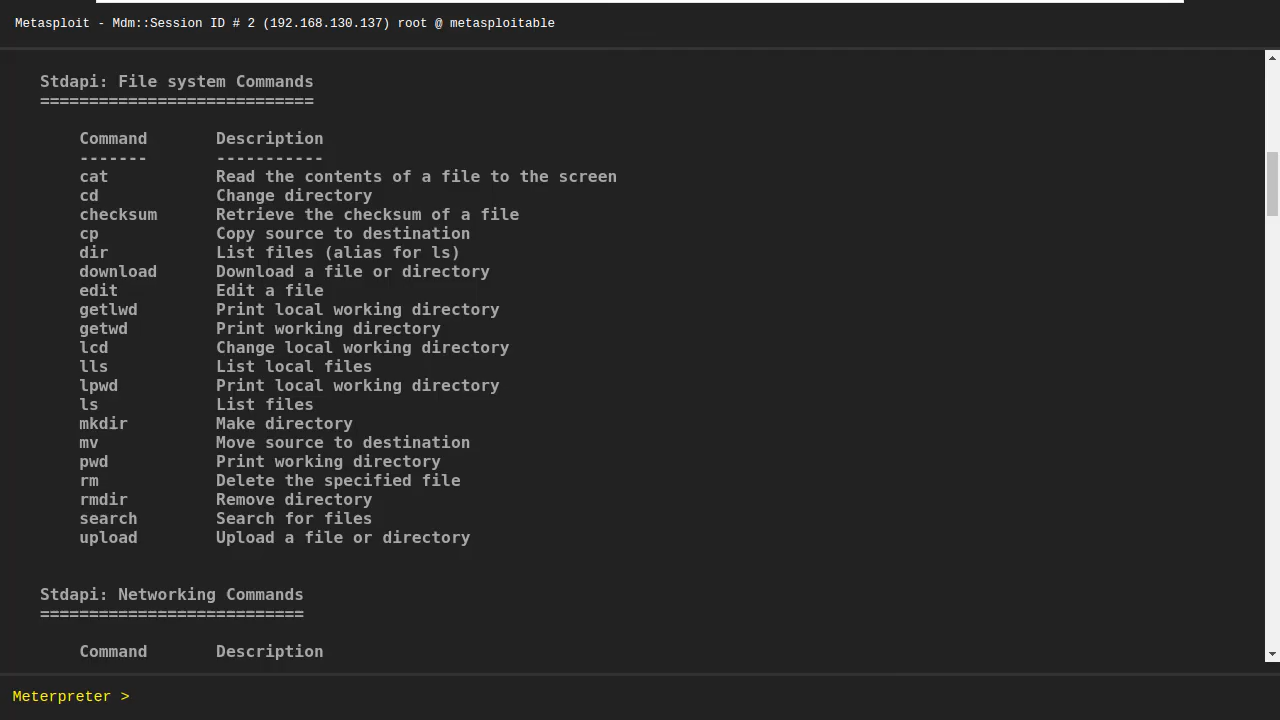 Metasploit - Mdm::Session ID # 2 (192.168.130.137) root @ metasploitable
Stdapi: File system Commands
============================
Command       Description
-------       -----------
cat           Read the contents of a file to the screen
cd            Change directory
checksum      Retrieve the checksum of a file
cp            Copy source to destination
dir           List files (alias for ls)
download      Download a file or directory
edit          Edit a file
getlwd        Print local working directory
getwd         Print working directory
lcd           Change local working directory
lls           List local files
lpwd          Print local working directory
ls            List files
mkdir         Make directory
mv            Move source to destination
pwd           Print working directory
rm            Delete the specified file
rmdir         Remove directory
search        Search for files
upload        Upload a file or directory
Stdapi: Networking Commands
===========================
Command       Description
Meterpreter >